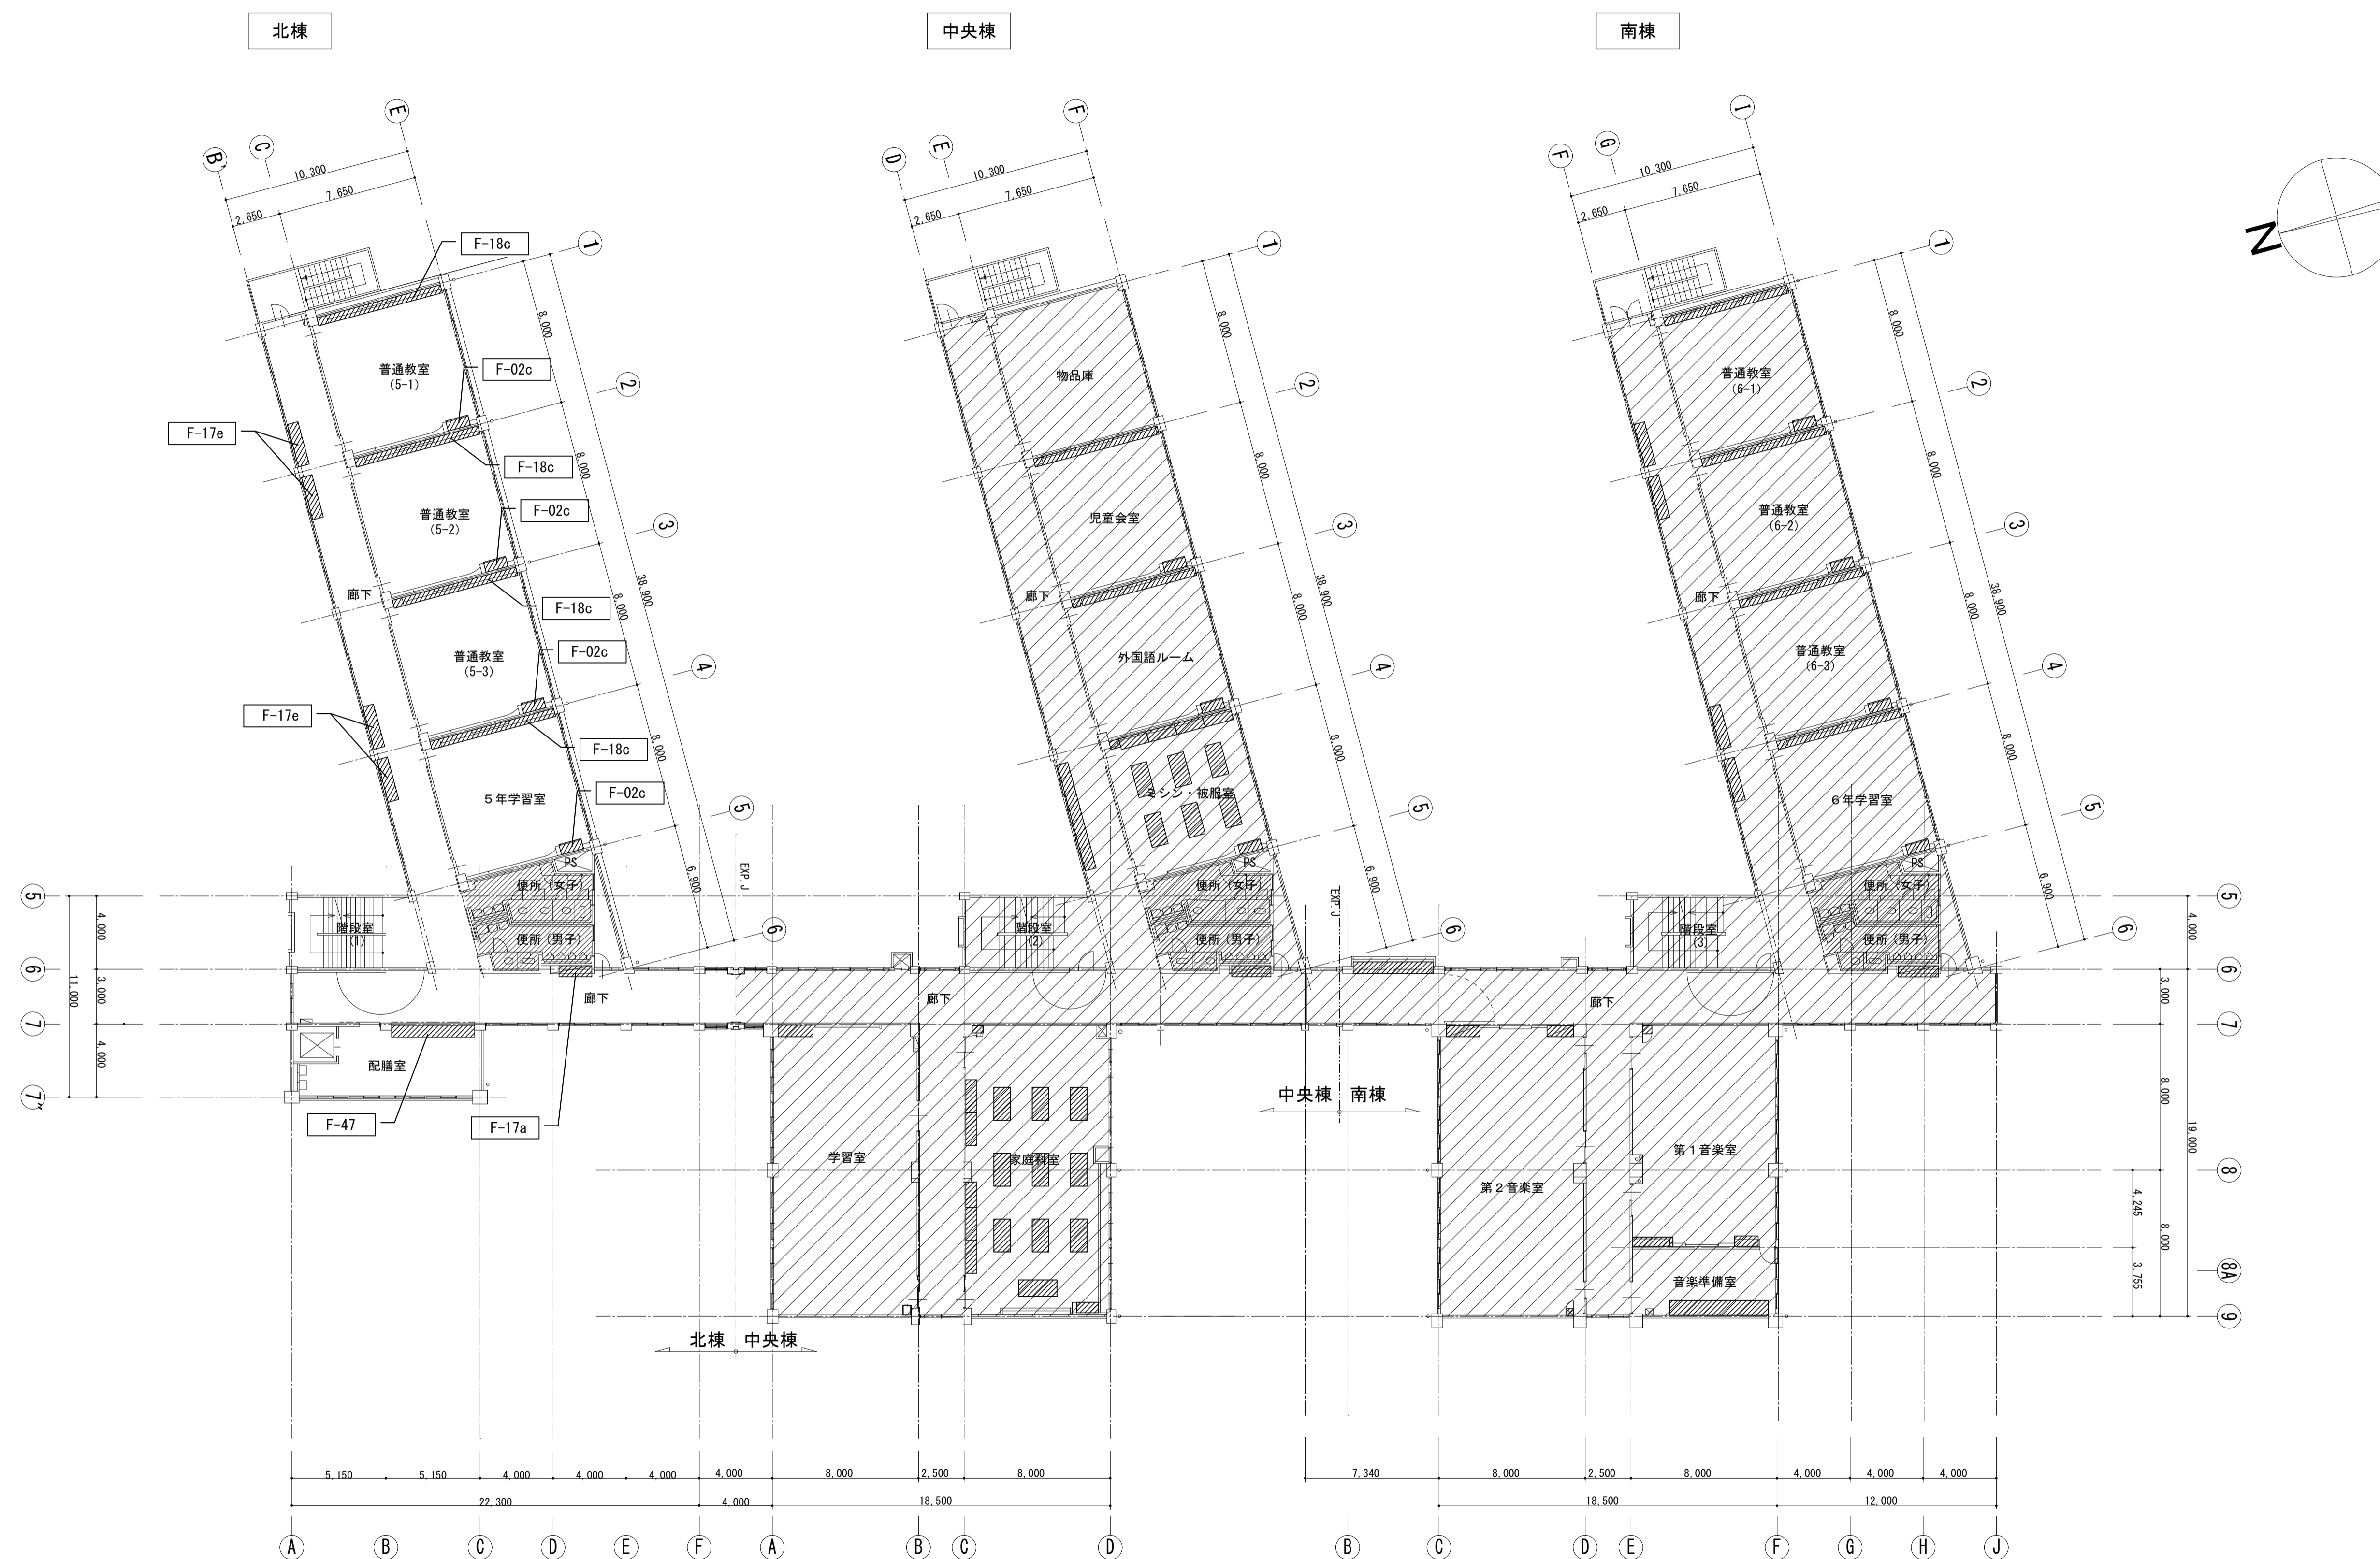 北棟
中央棟
南棟
N
B'
C
E
10,300
7,650
2,650
D
E
F
10,300
7,650
2,650
F
G
I
10,300
7,650
2,650
1
2
3
4
5
6
8,000
8,000
8,000
8,000
6,900
38,900
1
2
3
4
5
6
8,000
8,000
8,000
8,000
6,900
38,900
1
2
3
4
5
6
8,000
8,000
8,000
8,000
6,900
38,900
F-18c
F-02c
F-17e
F-18c
F-02c
F-18c
F-02c
F-17e
F-18c
F-02c
普通教室
(5-1)
普通教室
(5-2)
廊下
普通教室
(5-3)
5年学習室
PS
便所（女子）
便所（男子）
階段室
(1)
廊下
配膳室
F-47
F-17a
物品庫
児童会室
廊下
外国語ルーム
ミシン・被服室
PS
便所（女子）
便所（男子）
階段室
(2)
廊下
学習室
家庭科室
普通教室
(6-1)
普通教室
(6-2)
廊下
普通教室
(6-3)
6年学習室
PS
便所（女子）
便所（男子）
階段室
(3)
廊下
第2音楽室
第1音楽室
音楽準備室
EXP.J
EXP.J
中央棟 南棟
北棟 中央棟
5
6
7
7"
4,000
3,000
4,000
11,000
5
6
7
8
8A
9
4,000
3,000
8,000
8,000
19,000
4,245
3,755
5,150
5,150
4,000
4,000
4,000
4,000
8,000
2,500
8,000
7,340
8,000
2,500
8,000
4,000
4,000
4,000
22,300
4,000
18,500
18,500
12,000
A
B
C
D
E
F
A
B
C
D
B
C
D
E
F
G
H
J